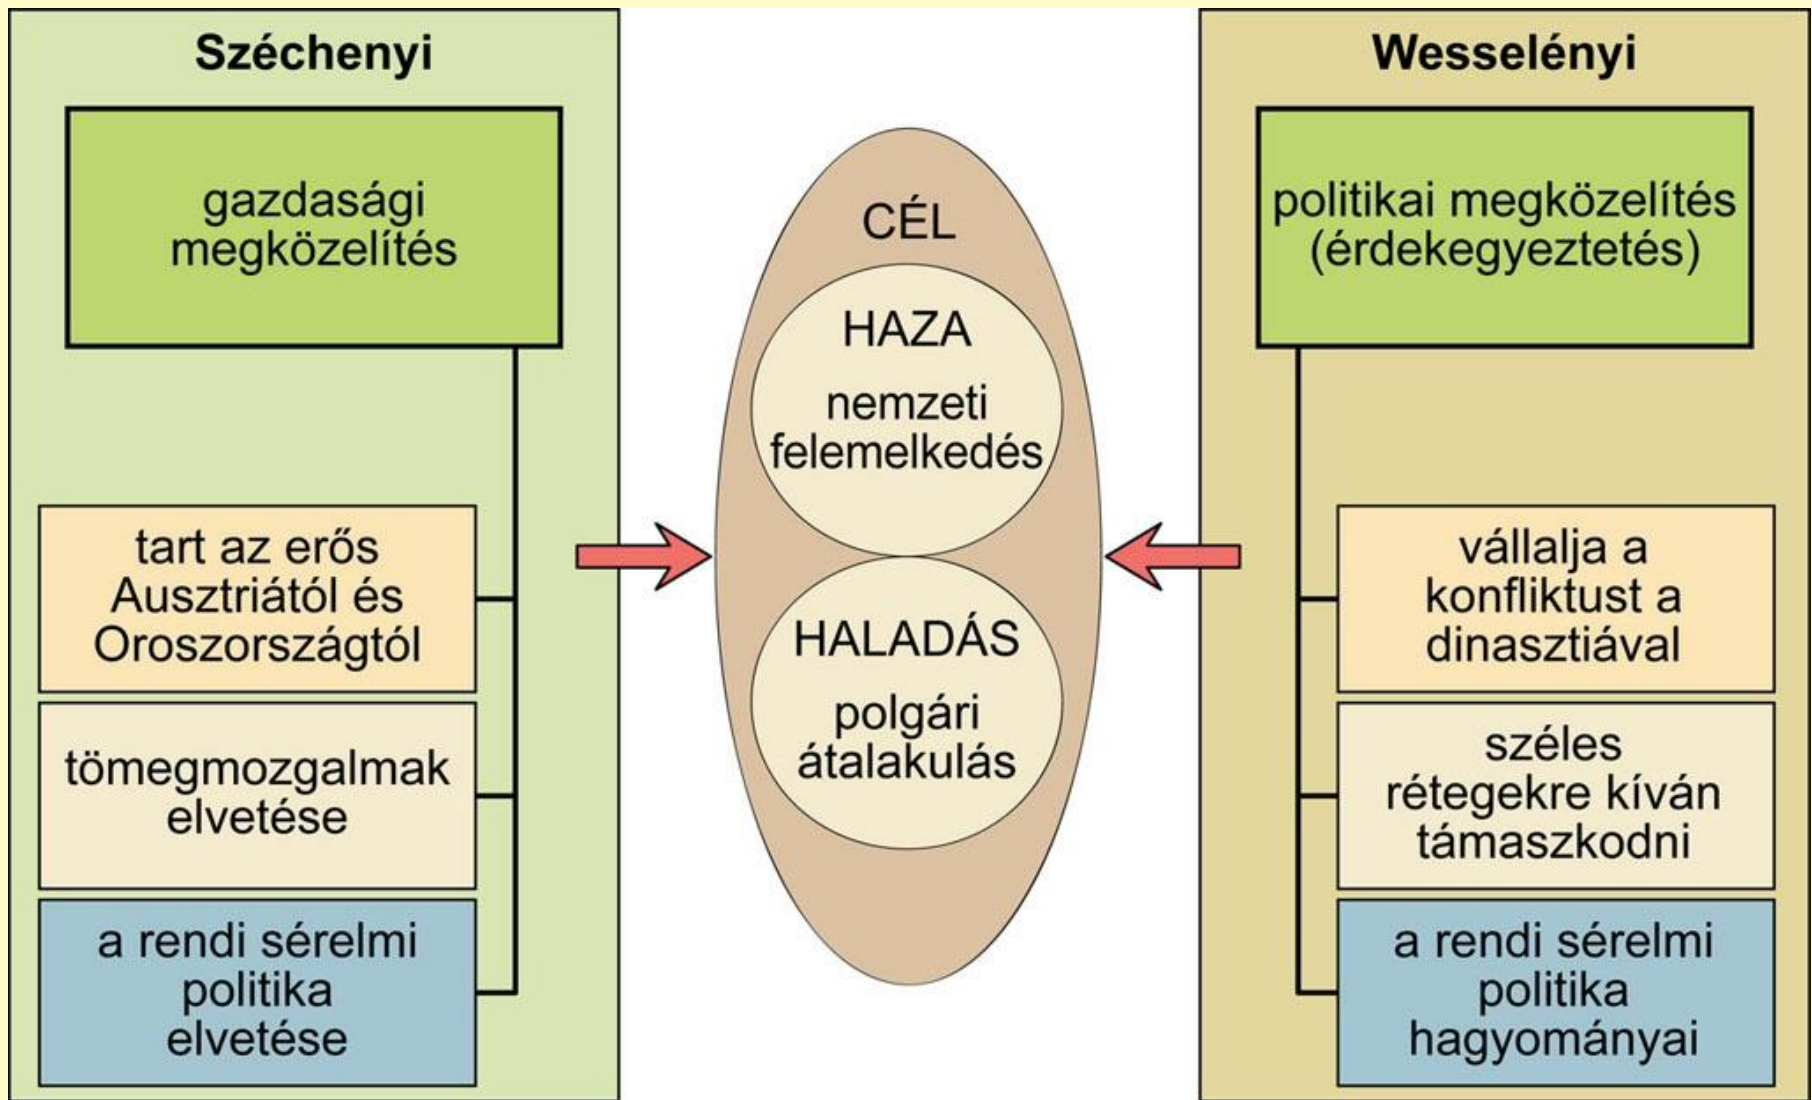 Széchenyi
gazdasági
megközelítés
tart az erős
Ausztriától és
Oroszországtól
tömegmozgalmak
elvetése
a rendi sérelmi
politika
elvetése
CÉL
HAZA
nemzeti
felemelkedés
HALADÁS
polgári
átalakulás
Wesselényi
politikai megközelítés
(érdekegyeztetés)
vállalja a
konfliktust a
dinasztiával
széles
rétegekre kíván
támaszkodni
a rendi sérelmi
politika
hagyományai